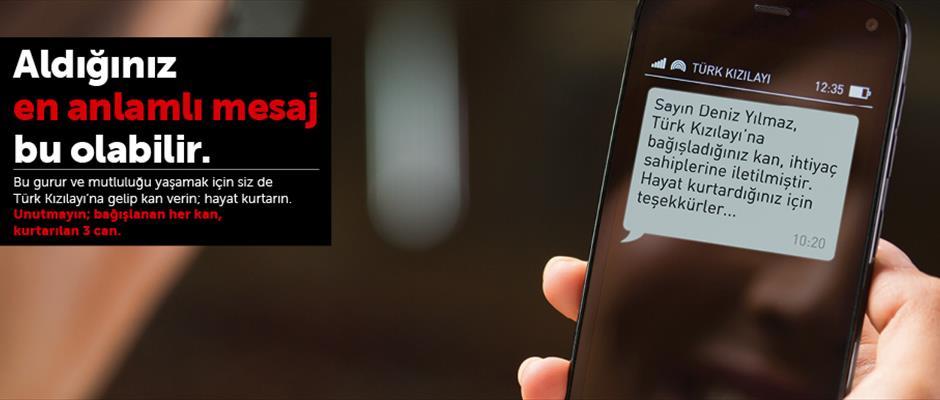 Aldığınız
en anlamlı mesaj
bu olabilir.
Bu gurur ve mutluluğu yaşamak için siz de
Türk Kızılayı'na gelip kan verin; hayat kurtarın.
Unutmayın; bağışlanan her kan,
kurtarılan 3 can.
TÜRK KIZILAYI
12:35
Sayın Deniz Yılmaz,
Türk Kızılayı'na
bağışladığınız kan, ihtiyaç
sahiplerine iletilmiştir.
Hayat kurtardığınız için
teşekkürler...
10:20